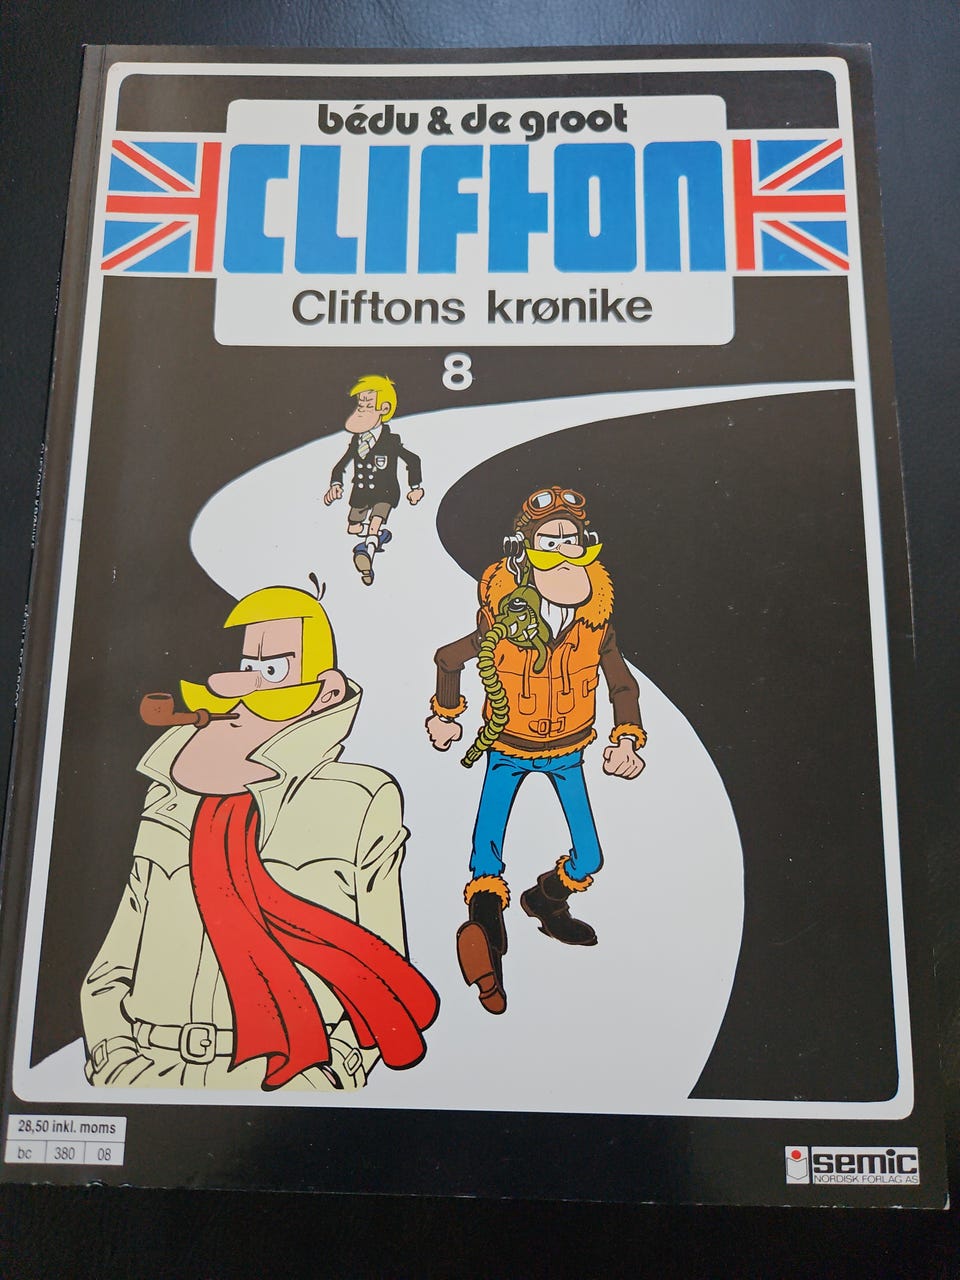 bédu & de groot
CLIFTON
Cliftons krønike
8
28,50 inkl. moms
bc 380 08
semic
NORDISK FORLAG AS